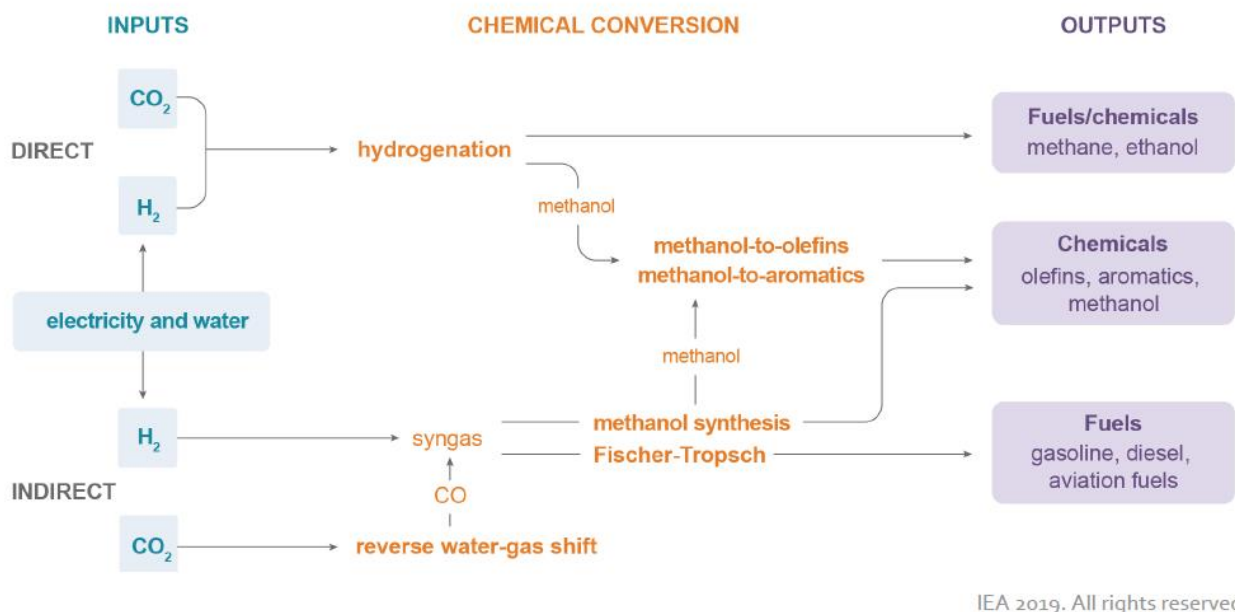 INPUTS
CHEMICAL CONVERSION
OUTPUTS
CO₂
DIRECT
H₂
hydrogenation
Fuels/chemicals
methane, ethanol
methanol
methanol-to-olefins
methanol-to-aromatics
Chemicals
olefins, aromatics,
methanol
electricity and water
methanol
H₂
syngas
methanol synthesis
Fischer-Tropsch
Fuels
gasoline, diesel,
aviation fuels
INDIRECT
CO
CO₂
reverse water-gas shift
IEA 2019. All rights reserved